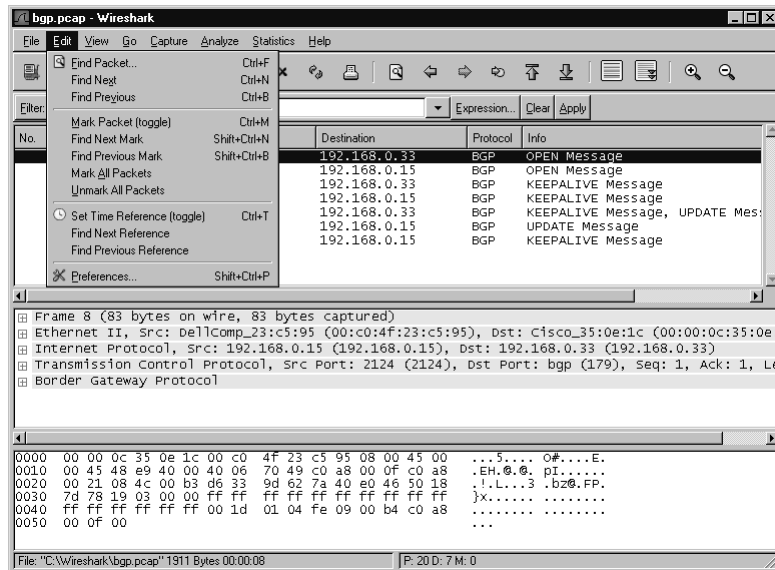 bgp.pcap - Wireshark
File Edit View Go Capture Analyze Statistics Help
Find Packet... Ctrl+F
Find Next Ctrl+N
Find Previous Ctrl+B
Mark Packet (toggle) Ctrl+M
Find Next Mark Shift+Ctrl+N
Find Previous Mark Shift+Ctrl+B
Mark All Packets
Unmark All Packets
Set Time Reference (toggle) Ctrl+T
Find Next Reference
Find Previous Reference
Preferences... Shift+Ctrl+P
Filter: Expression... Clear Apply
No. Destination Protocol Info
192.168.0.33 BGP OPEN Message
192.168.0.15 BGP OPEN Message
192.168.0.33 BGP KEEPALIVE Message
192.168.0.15 BGP KEEPALIVE Message
192.168.0.33 BGP KEEPALIVE Message, UPDATE Mes
192.168.0.15 BGP UPDATE Message
192.168.0.15 BGP KEEPALIVE Message
Frame 8 (83 bytes on wire, 83 bytes captured)
Ethernet II, Src: DellComp_23:c5:95 (00:c0:4f:23:c5:95), Dst: Cisco_35:0e:1c (00:00:0c:35:0e
Internet Protocol, Src: 192.168.0.15 (192.168.0.15), Dst: 192.168.0.33 (192.168.0.33)
Transmission Control Protocol, Src Port: 2124 (2124), Dst Port: bgp (179), Seq: 1, Ack: 1, Le
Border Gateway Protocol
0000 00 00 0c 35 0e 1c 00 c0 4f 23 c5 95 08 00 45 00 ...5.... O#....E.
0010 00 45 48 e9 40 00 40 06 70 49 c0 a8 00 0f c0 a8 .EH.@.@. pI......
0020 00 21 08 4c 00 b3 d6 33 9d 62 7a 40 e0 46 50 18 .!.L...3 .bz@.FP.
0030 7d 78 19 03 00 00 ff ff ff ff ff ff ff ff ff ff }x...... ........
0040 ff ff ff ff ff ff 00 1d 01 04 fe 09 00 b4 c0 a8 ........ ........
0050 00 0f 00 ...
File: "C:\Wireshark\bgp.pcap" 1911 Bytes 00:00:08 P: 20 D: 7 M: 0